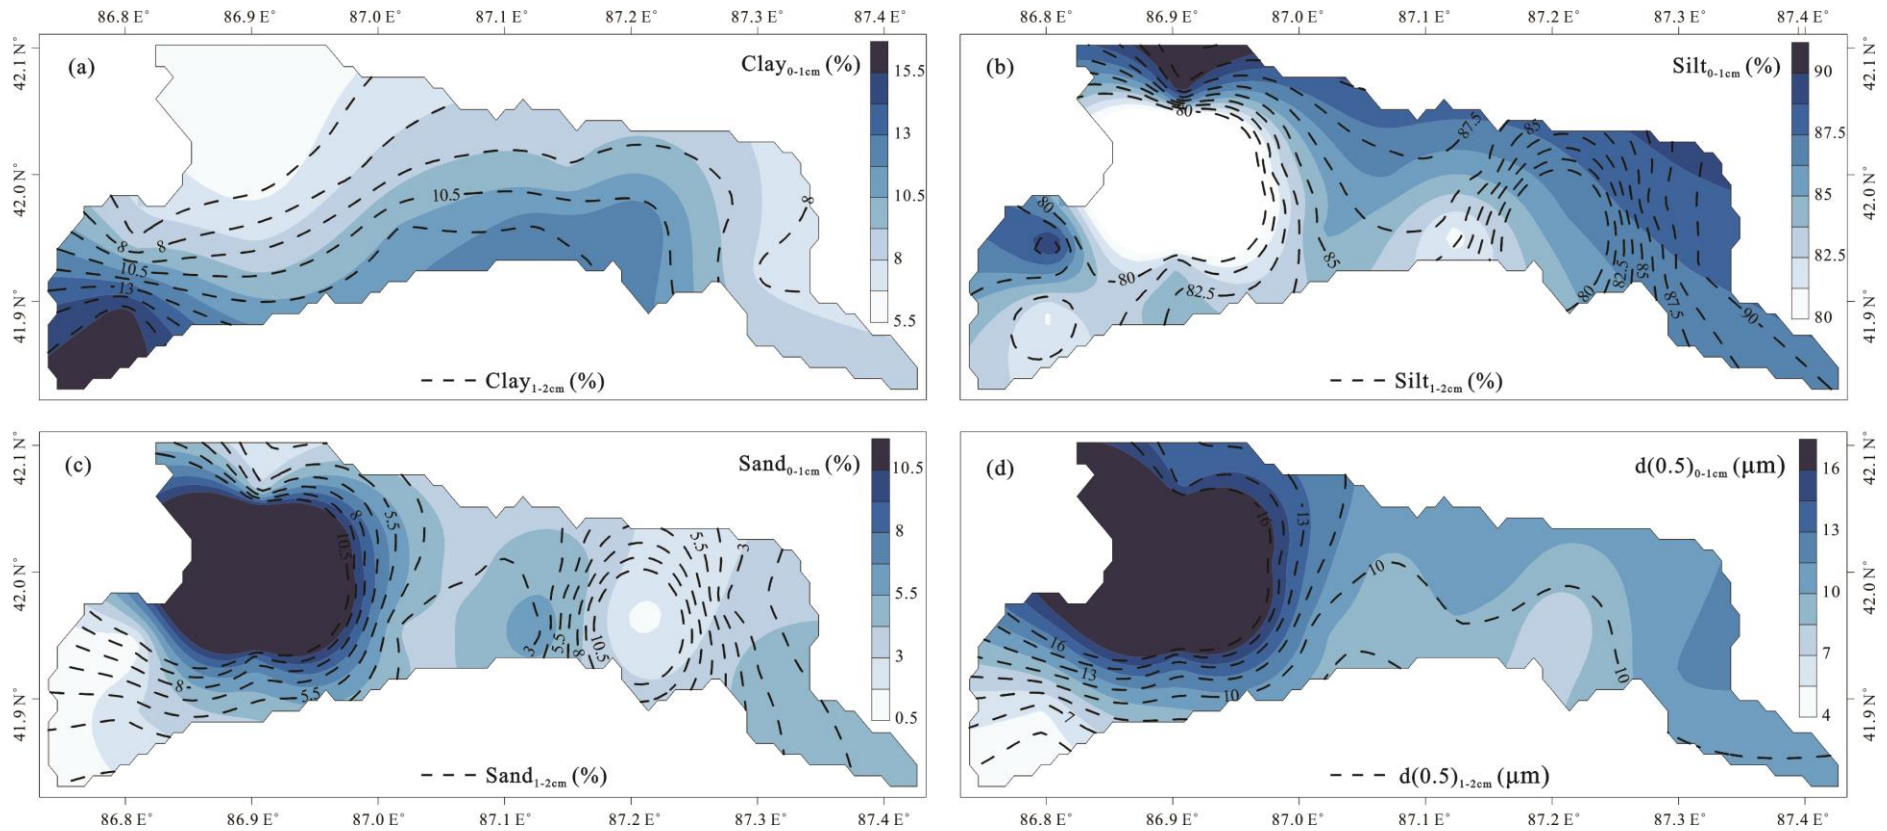 86.8 E° 86.9 E° 87.0 E° 87.1 E° 87.2 E° 87.3 E° 87.4 E° 86.8 E° 86.9 E° 87.0 E° 87.1 E° 87.2 E° 87.3 E° 87.4 E°
42.1 N°
42.0 N°
41.9 N°
(a)
Clay0-1cm (%)
15.5
13
10.5
8
5.5
10.5
8
8
8
10.5
13
Clay1-2cm (%)
(b)
Silt0-1cm (%)
90
87.5
85
82.5
80
80
87.5
85
80
85
80
82.5
80
82.5
85
87.5
90
Silt1-2cm (%)
42.1 N°
42.0 N°
41.9 N°
42.1 N°
42.0 N°
41.9 N°
(c)
Sand0-1cm (%)
10.5
8
5.5
3
0.5
8
5.5
10.5
5.5
3
8
5.5
3
5.5
8
10.5
Sand1-2cm (%)
(d)
d(0.5)0-1cm (μm)
16
13
10
7
4
16
13
10
16
13
10
7
10
d(0.5)1-2cm (μm)
42.1 N°
42.0 N°
41.9 N°
86.8 E° 86.9 E° 87.0 E° 87.1 E° 87.2 E° 87.3 E° 87.4 E° 86.8 E° 86.9 E° 87.0 E° 87.1 E° 87.2 E° 87.3 E° 87.4 E°